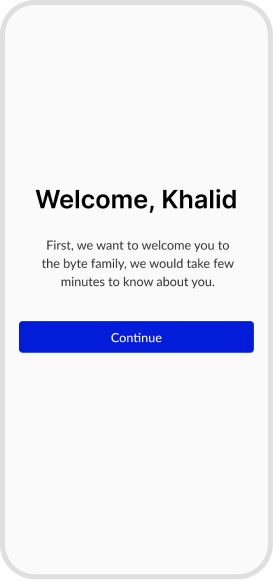 Welcome, Khalid
First, we want to welcome you to
the byte family, we would take few
minutes to know about you.
Continue